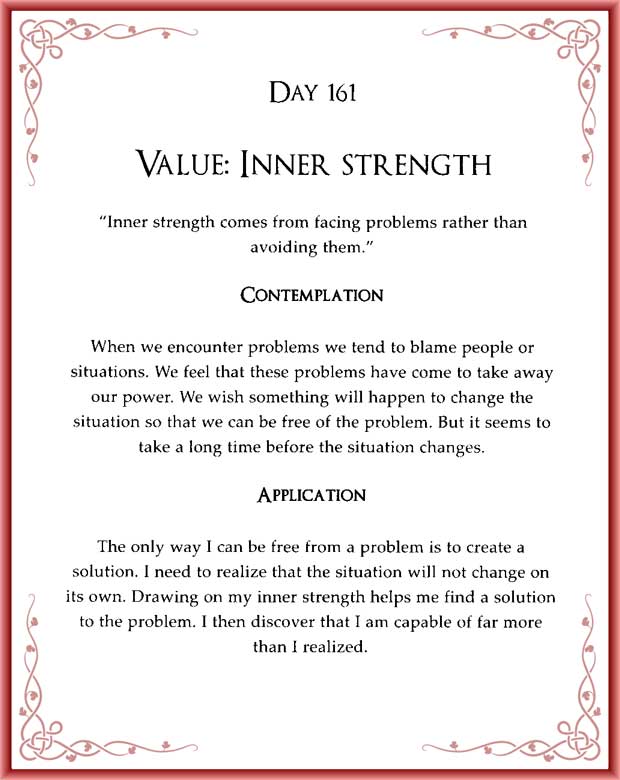 Day 161
Value: Inner strength
“Inner strength comes from facing problems rather than
avoiding them.”
Contemplation
When we encounter problems we tend to blame people or
situations. We feel that these problems have come to take away
our power. We wish something will happen to change the
situation so that we can be free of the problem. But it seems to
take a long time before the situation changes.
Application
The only way I can be free from a problem is to create a
solution. I need to realize that the situation will not change on
its own. Drawing on my inner strength helps me find a solution
to the problem. I then discover that I am capable of far more
than I realized.